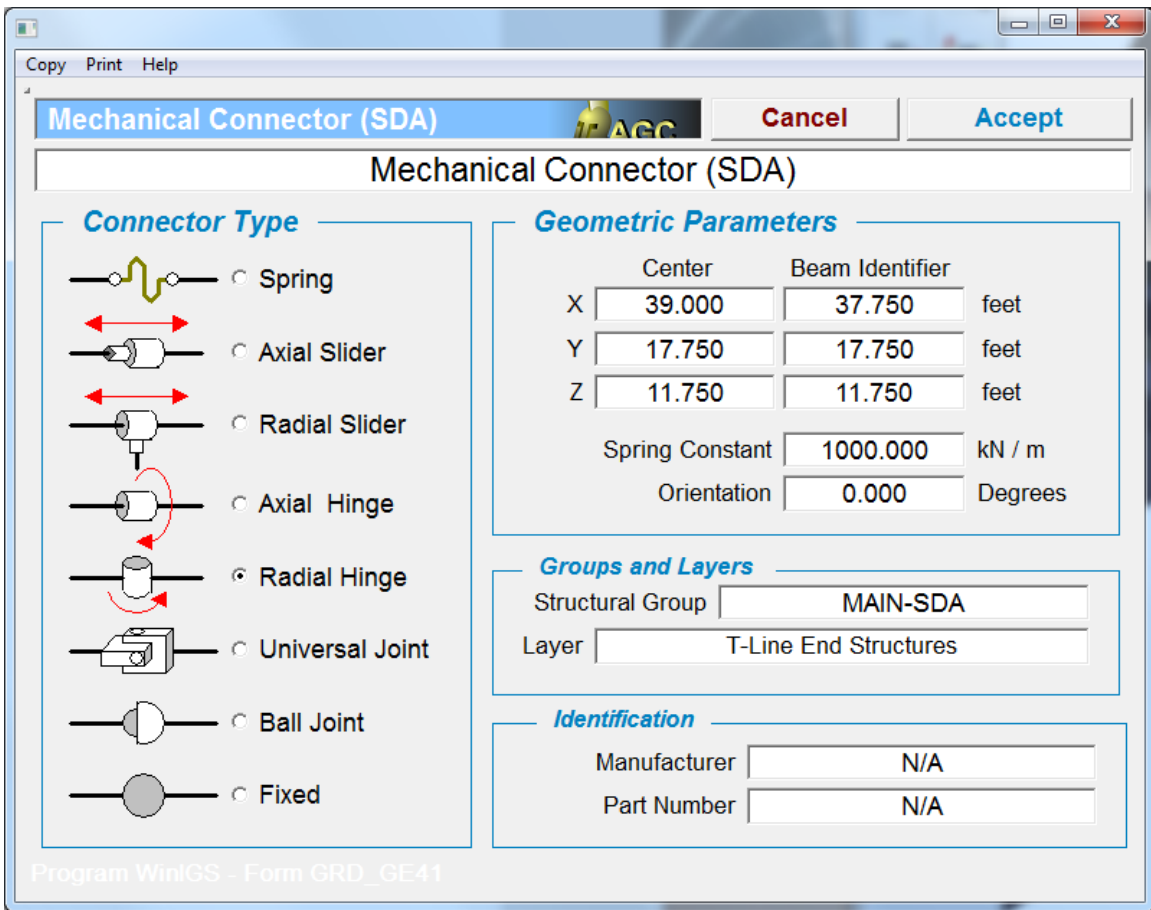 Copy Print Help
Mechanical Connector (SDA)
AGC
Cancel
Accept
Mechanical Connector (SDA)
Connector Type
Spring
Axial Slider
Radial Slider
Axial Hinge
Radial Hinge
Universal Joint
Ball Joint
Fixed
Geometric Parameters
Center Beam Identifier
X 39.000 37.750 feet
Y 17.750 17.750 feet
Z 11.750 11.750 feet
Spring Constant 1000.000 kN / m
Orientation 0.000 Degrees
Groups and Layers
Structural Group MAIN-SDA
Layer T-Line End Structures
Identification
Manufacturer N/A
Part Number N/A
Program WinIGS - Form GRD_GE41